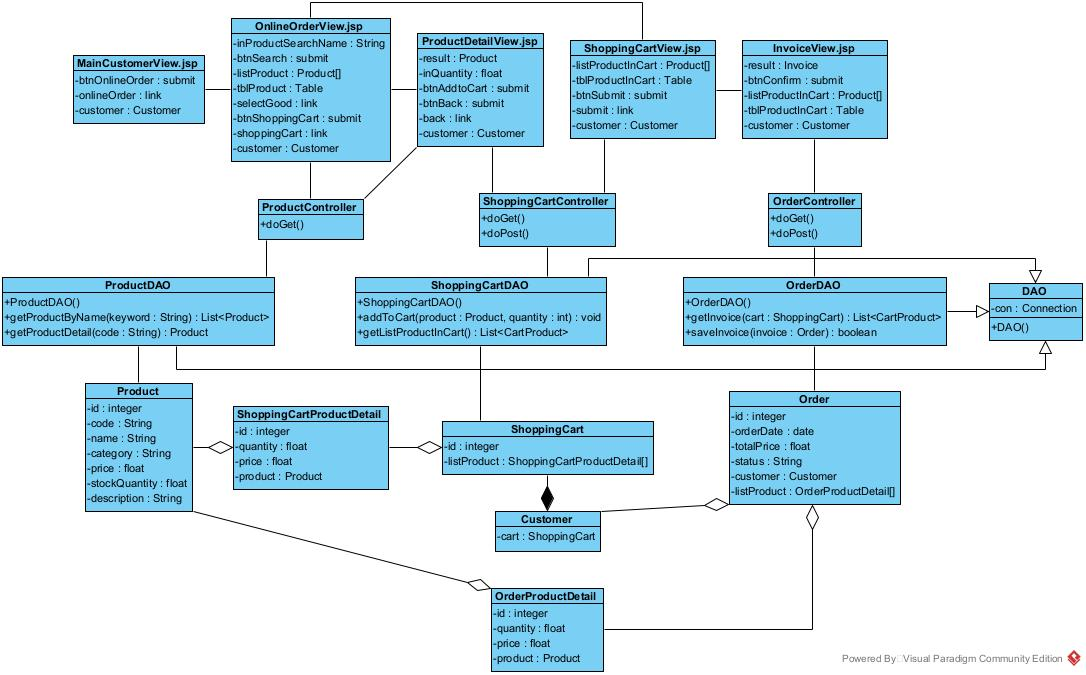 OnlineOrderView.jsp
-inProductSearchName : String
-btnSearch : submit
-listProduct : Product[]
-tblProduct : Table
-selectGood : link
-btnShoppingCart : submit
-shoppingCart : link
-customer : Customer
ProductDetailView.jsp
-result : Product
-inQuantity : float
-btnAddtoCart : submit
-btnBack : submit
-back : link
-customer : Customer
ShoppingCartView.jsp
-listProductInCart : Product[]
-tblProductInCart : Table
-btnSubmit : submit
-submit : link
-customer : Customer
InvoiceView.jsp
-result : Invoice
-btnConfirm : submit
-listProductInCart : Product[]
-tblProductInCart : Table
-customer : Customer
MainCustomerView.jsp
-btnOnlineOrder : submit
-onlineOrder : link
-customer : Customer
ProductController
+doGet()
ShoppingCartController
+doGet()
+doPost()
OrderController
+doGet()
+doPost()
ProductDAO
+ProductDAO()
+getProductByName(keyword : String) : List<Product>
+getProductDetail(code : String) : Product
ShoppingCartDAO
+ShoppingCartDAO()
+addToCart(product : Product, quantity : int) : void
+getListProductInCart() : List<CartProduct>
OrderDAO
+OrderDAO()
+getInvoice(cart : ShoppingCart) : List<CartProduct>
+saveInvoice(invoice : Order) : boolean
DAO
-con : Connection
+DAO()
Product
-id : integer
-code : String
-name : String
-category : String
-price : float
-stockQuantity : float
-description : String
ShoppingCartProductDetail
-id : integer
-quantity : float
-price : float
-product : Product
ShoppingCart
-id : integer
-listProduct : ShoppingCartProductDetail[]
Order
-id : integer
-orderDate : date
-totalPrice : float
-status : String
-customer : Customer
-listProduct : OrderProductDetail[]
Customer
-cart : ShoppingCart
OrderProductDetail
-id : integer
-quantity : float
-price : float
-product : Product
Powered By Visual Paradigm Community Edition